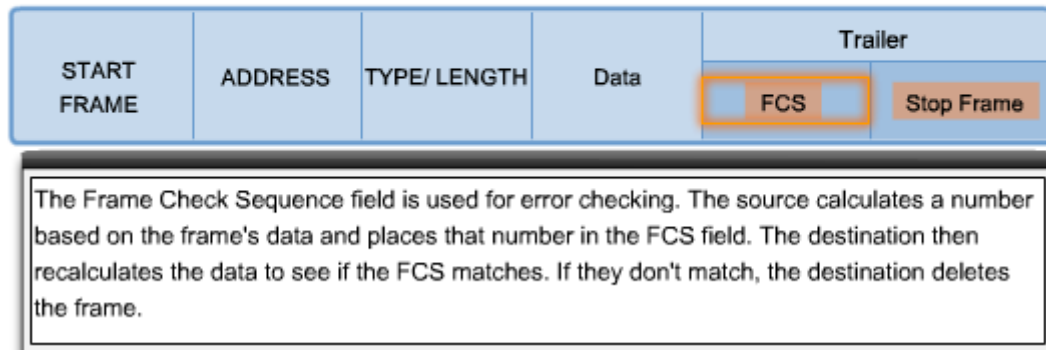 Trailer
START
FRAME
ADDRESS
TYPE/ LENGTH
Data
FCS
Stop Frame
The Frame Check Sequence field is used for error checking. The source calculates a number
based on the frame's data and places that number in the FCS field. The destination then
recalculates the data to see if the FCS matches. If they don't match, the destination deletes
the frame.